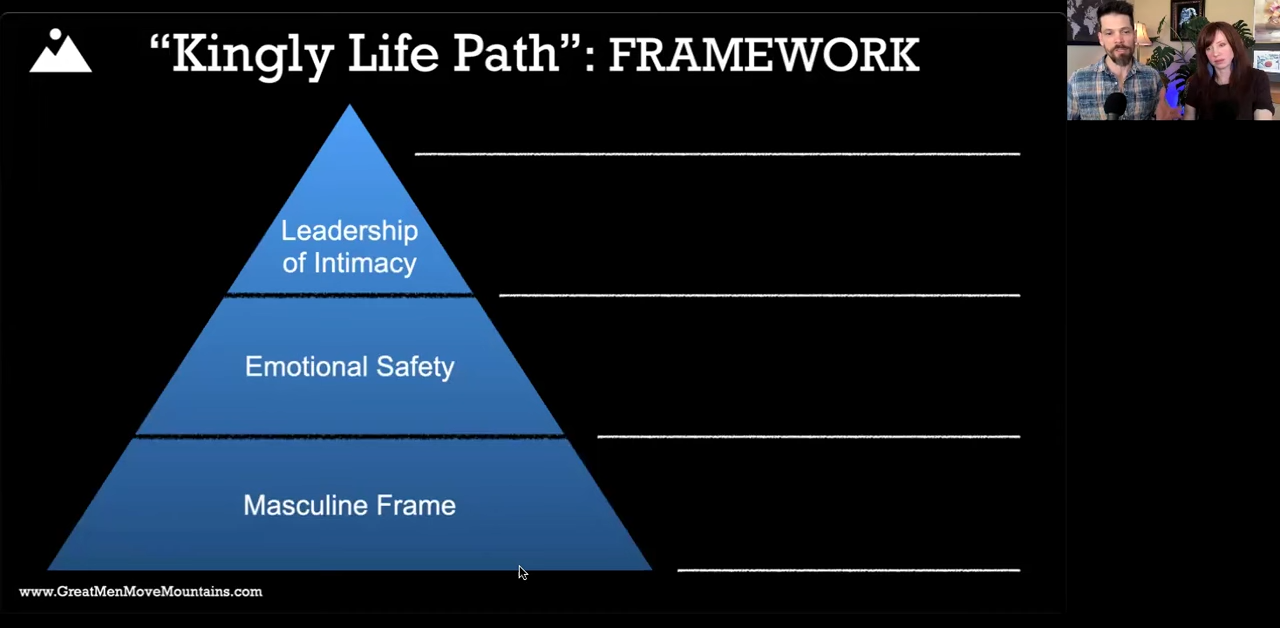 “Kingly Life Path”: FRAMEWORK
Leadership
of Intimacy
Emotional Safety
Masculine Frame
www.GreatMenMoveMountains.com